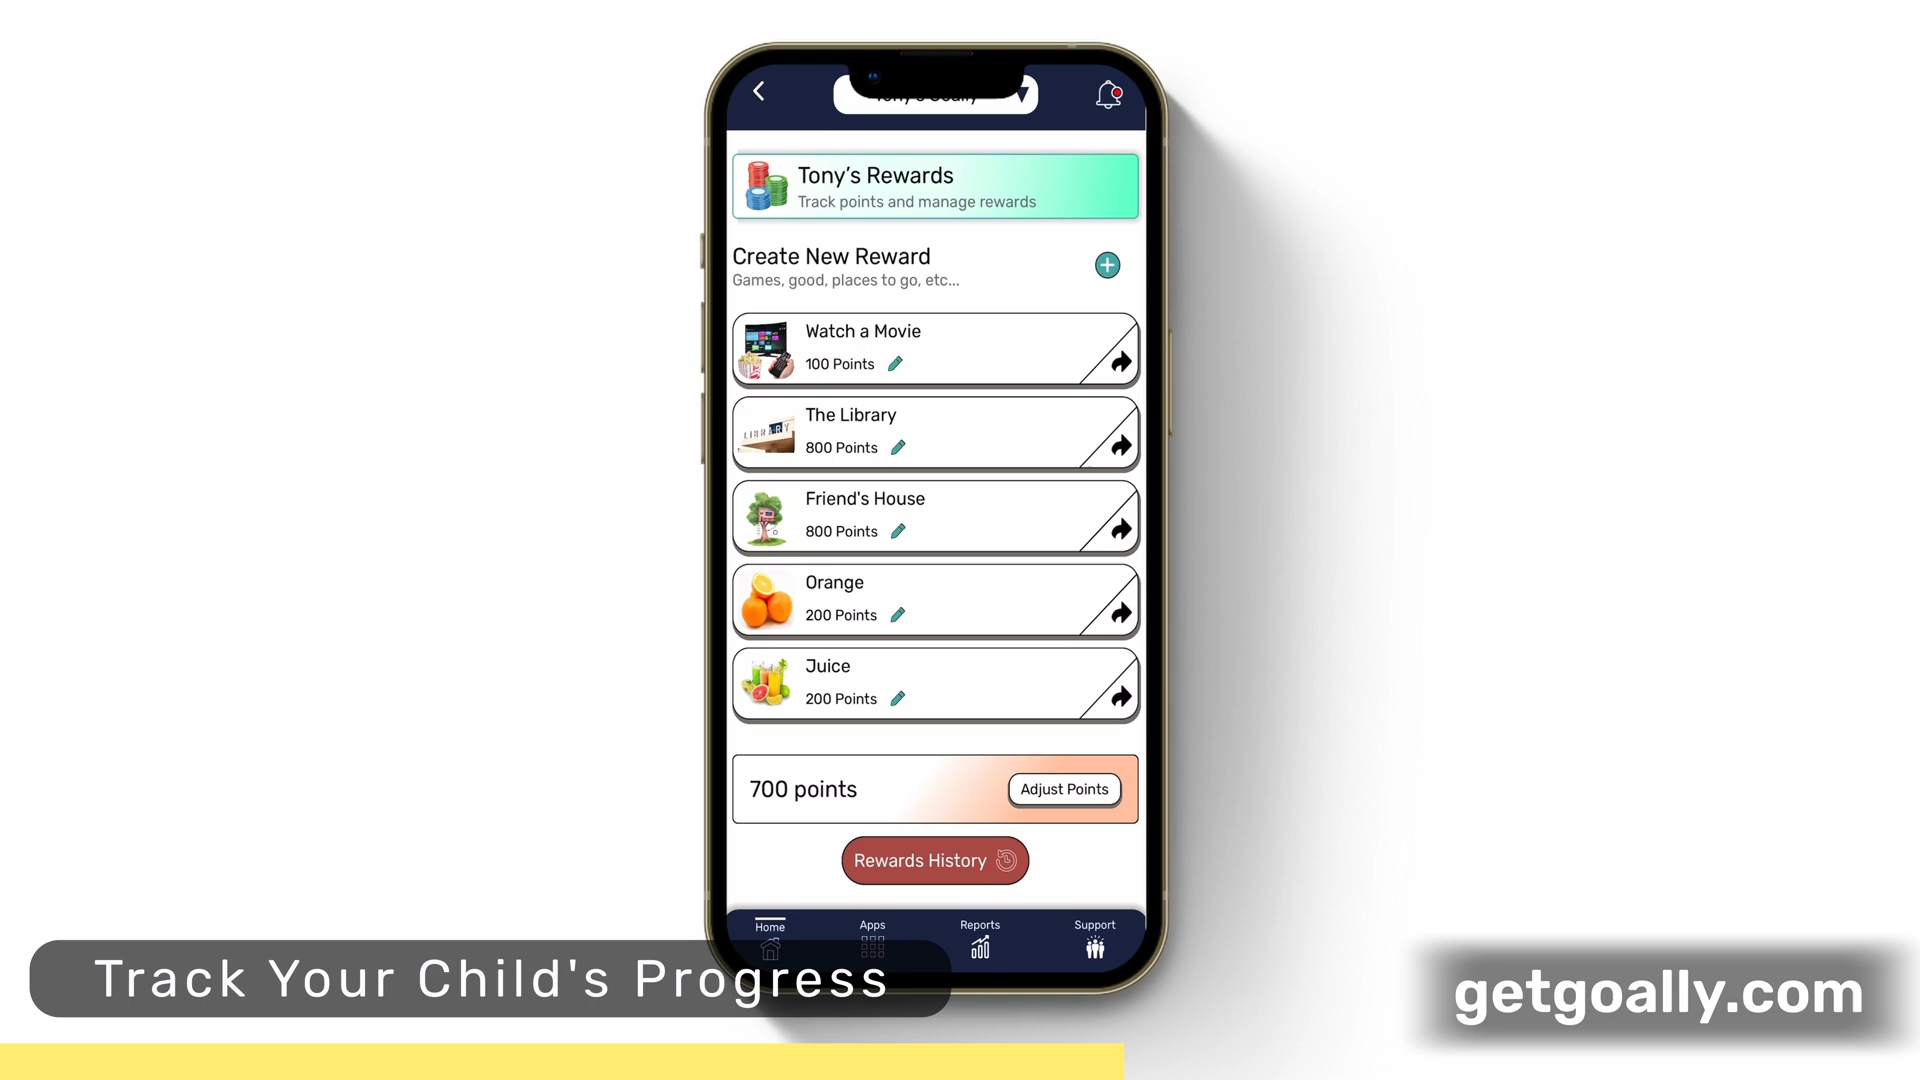 Tony's Rewards
Track points and manage rewards
Create New Reward
Games, good, places to go, etc...
Watch a Movie
100 Points
LIBRARY
The Library
800 Points
Friend's House
800 Points
Orange
200 Points
Juice
200 Points
700 points
Adjust Points
Rewards History
Home
Apps
Reports
Support
Track Your Child's Progress
getgoally.com